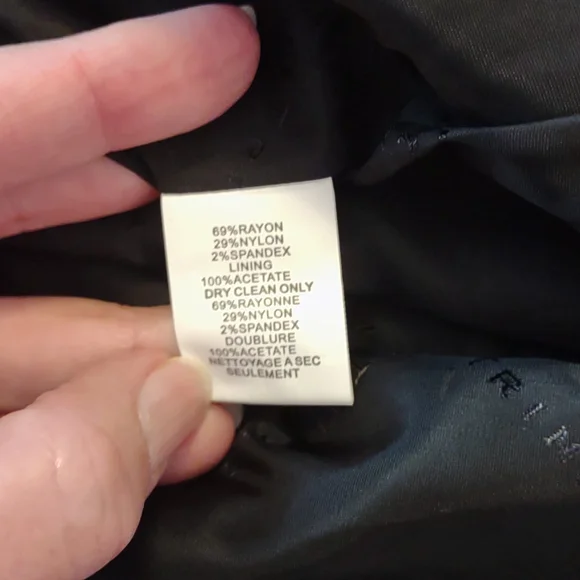 69%RAYON
29%NYLON
2%SPANDEX
LINING
100%ACETATE
DRY CLEAN ONLY
69%RAYONNE
29%NYLON
2%SPANDEX
DOUBLURE
100%ACETATE
NETTOYAGE A SEC
SEULEMENT